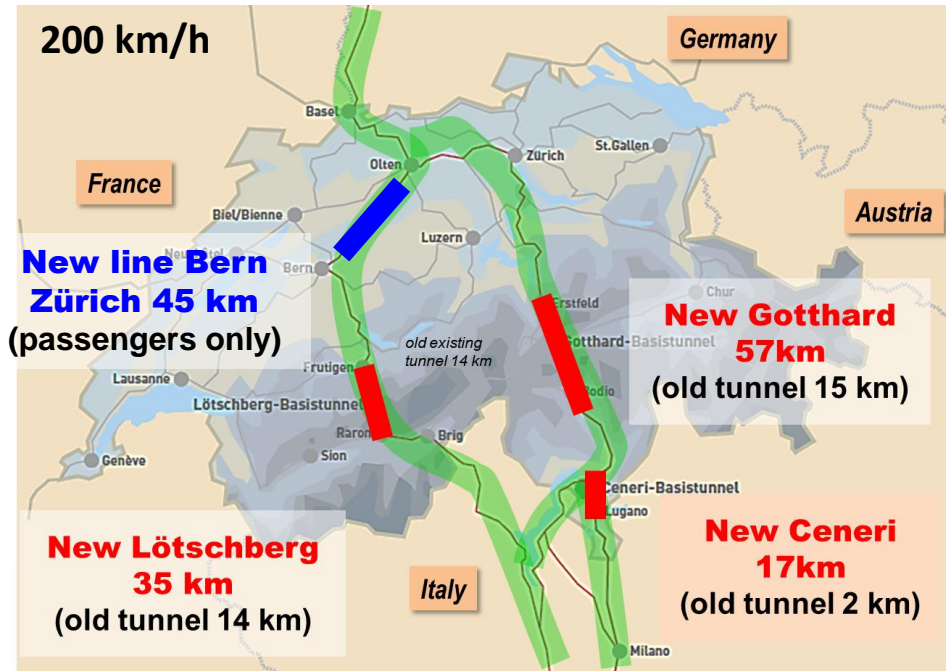 200 km/h
Germany
Basel
Olten
Zürich
St.Gallen
France
Biel/Bienne
Austria
Luzern
Bern
New line Bern
Zürich 45 km
(passengers only)
Chur
Erstfeld
Gotthard-Basistunnel
old existing
tunnel 14 km
New Gotthard
57km
(old tunnel 15 km)
Frutigen
Lausanne
Lötschberg-Basistunnel
Raron
Brig
Sion
Genève
Ceneri-Basistunnel
Lugano
New Lötschberg
35 km
(old tunnel 14 km)
Italy
New Ceneri
17km
(old tunnel 2 km)
Milano